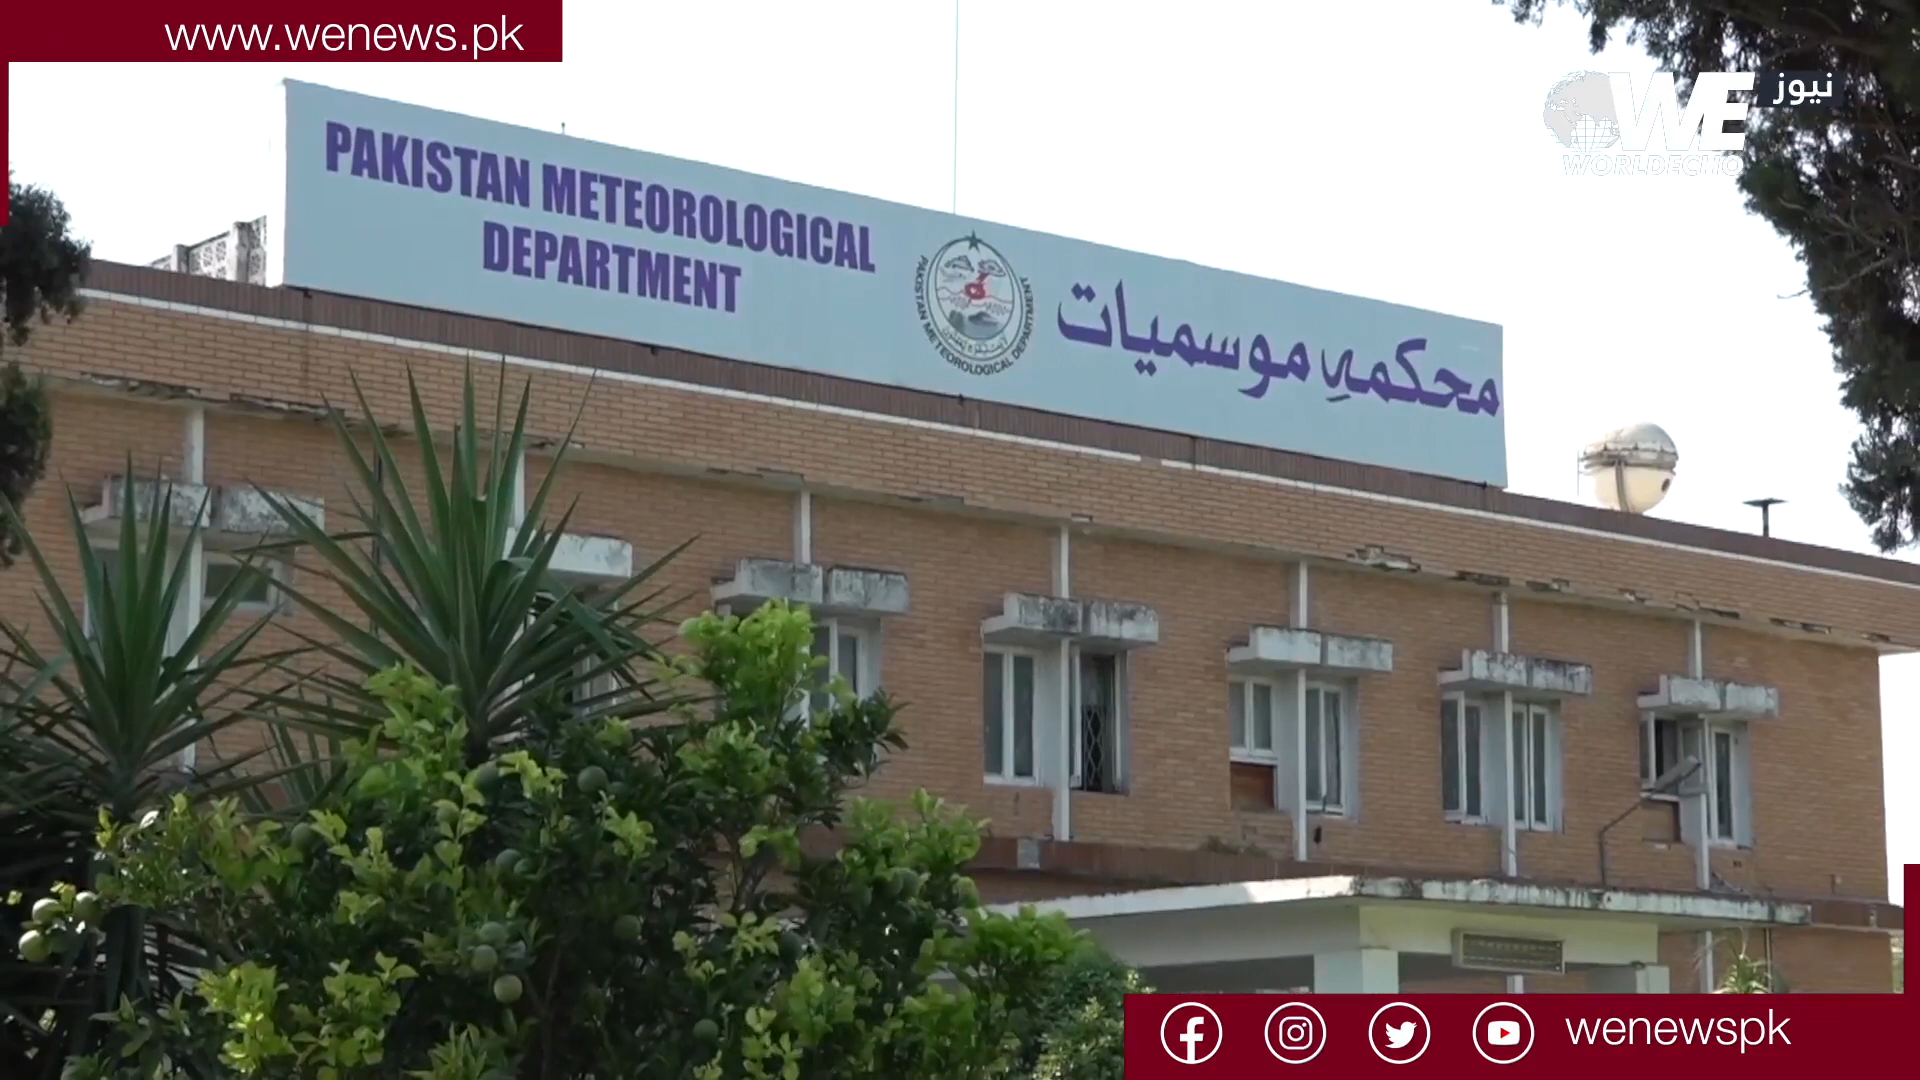 www.wenews.pk
WE نیوز
WORLDECHO
PAKISTAN METEOROLOGICAL
DEPARTMENT
PAKISTAN METEOROLOGICAL DEPARTMENT
محکمہِ موسمیات
wenewspk